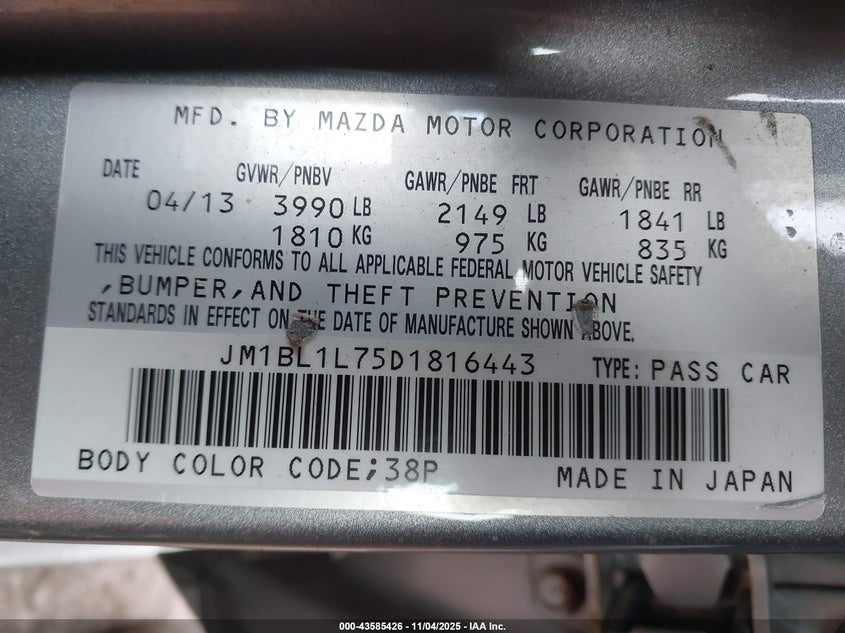 MFD. BY MAZDA MOTOR CORPORATION
DATE GVWR/PNBV GAWR/PNBE FRT GAWR/PNBE RR
04/13 3990 LB 2149 LB 1841 LB
1810 KG 975 KG 835 KG
THIS VEHICLE CONFORMS TO ALL APPLICABLE FEDERAL MOTOR VEHICLE SAFETY
,BUMPER,AND THEFT PREVENTION
STANDARDS IN EFFECT ON THE DATE OF MANUFACTURE SHOWN ABOVE.
JM1BL1L75D1816443 TYPE: PASS CAR
BODY COLOR CODE;38P MADE IN JAPAN
000-43585426 - 11/04/2025 - IAA Inc.